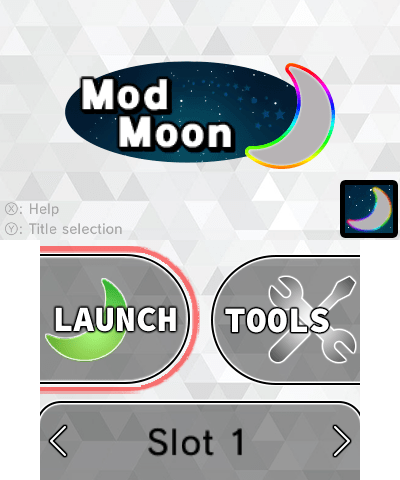 Mod
Moon
Ⓧ: Help
Ⓨ: Title selection
LAUNCH
TOOLS
Slot 1